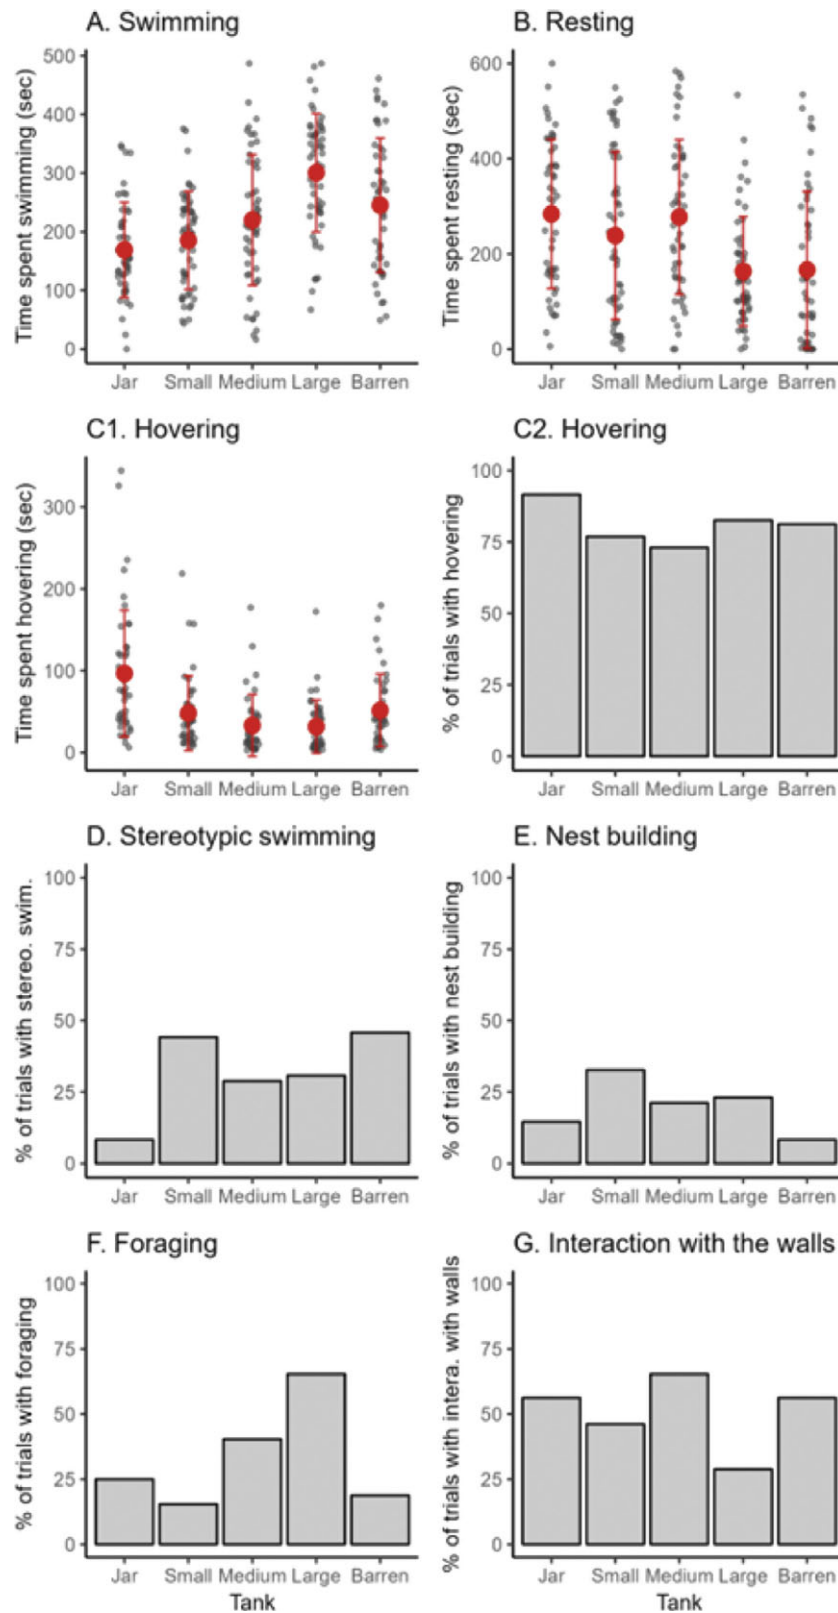 A. Swimming
Time spent swimming (sec)
500
400
300
200
100
0
Jar Small Medium Large Barren
B. Resting
Time spent resting (sec)
600
400
200
0
Jar Small Medium Large Barren
C1. Hovering
Time spent hovering (sec)
300
200
100
0
Jar Small Medium Large Barren
C2. Hovering
% of trials with hovering
100
75
50
25
0
Jar Small Medium Large Barren
D. Stereotypic swimming
% of trials with stereo. swim.
100
75
50
25
0
Jar Small Medium Large Barren
E. Nest building
% of trials with nest building
100
75
50
25
0
Jar Small Medium Large Barren
F. Foraging
% of trials with foraging
100
75
50
25
0
Jar Small Medium Large Barren
Tank
G. Interaction with the walls
% of trials with intera. with walls
100
75
50
25
0
Jar Small Medium Large Barren
Tank